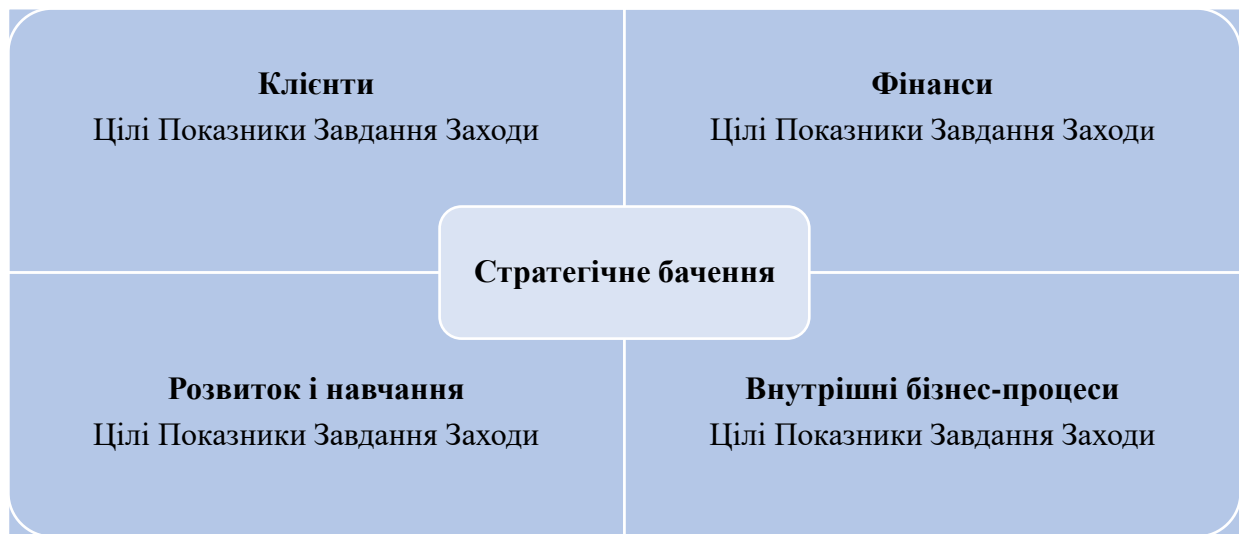 Клієнти
Цілі Показники Завдання Заходи
Фінанси
Цілі Показники Завдання Заходи
Стратегічне бачення
Розвиток і навчання
Цілі Показники Завдання Заходи
Внутрішні бізнес-процеси
Цілі Показники Завдання Заходи